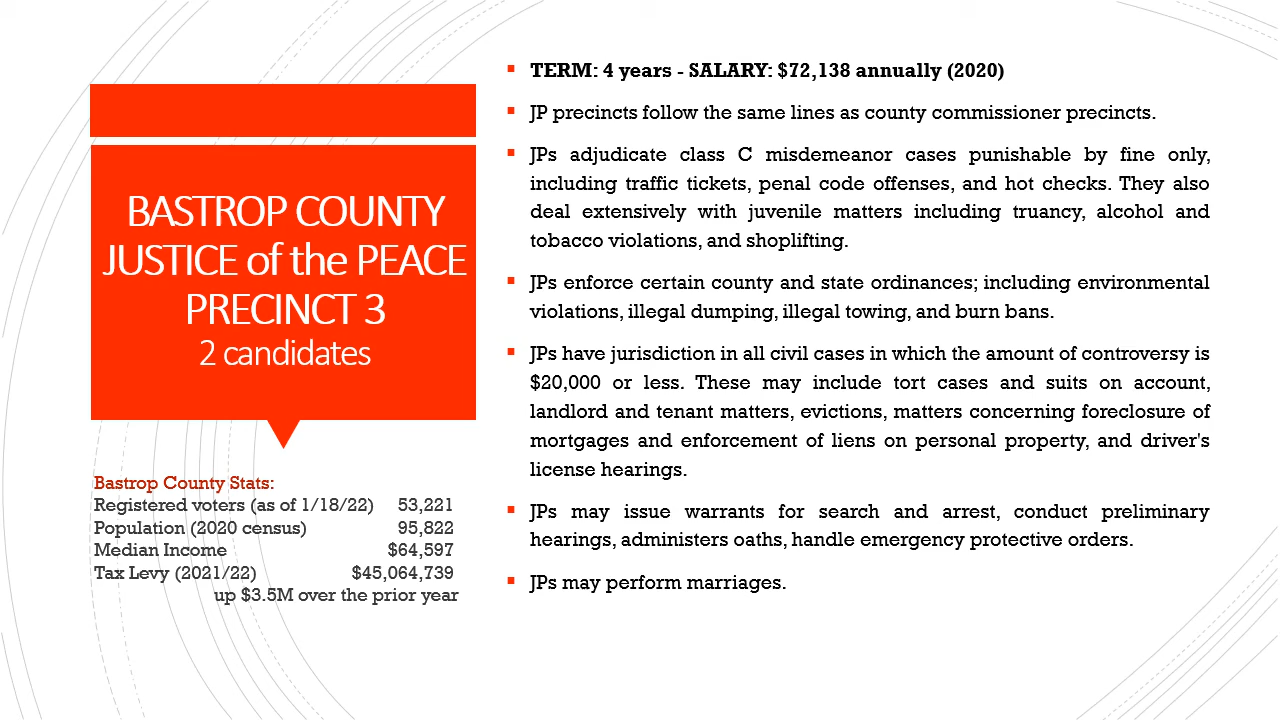 BASTROP COUNTY
JUSTICE of the PEACE
PRECINCT 3
2 candidates
Bastrop County Stats:
Registered voters (as of 1/18/22) 53,221
Population (2020 census) 95,822
Median Income $64,597
Tax Levy (2021/22) $45,064,739
up $3.5M over the prior year
▪ TERM: 4 years - SALARY: $72,138 annually (2020)
▪ JP precincts follow the same lines as county commissioner precincts.
▪ JPs adjudicate class C misdemeanor cases punishable by fine only,
including traffic tickets, penal code offenses, and hot checks. They also
deal extensively with juvenile matters including truancy, alcohol and
tobacco violations, and shoplifting.
▪ JPs enforce certain county and state ordinances; including environmental
violations, illegal dumping, illegal towing, and burn bans.
▪ JPs have jurisdiction in all civil cases in which the amount of controversy is
$20,000 or less. These may include tort cases and suits on account,
landlord and tenant matters, evictions, matters concerning foreclosure of
mortgages and enforcement of liens on personal property, and driver's
license hearings.
▪ JPs may issue warrants for search and arrest, conduct preliminary
hearings, administers oaths, handle emergency protective orders.
▪ JPs may perform marriages.